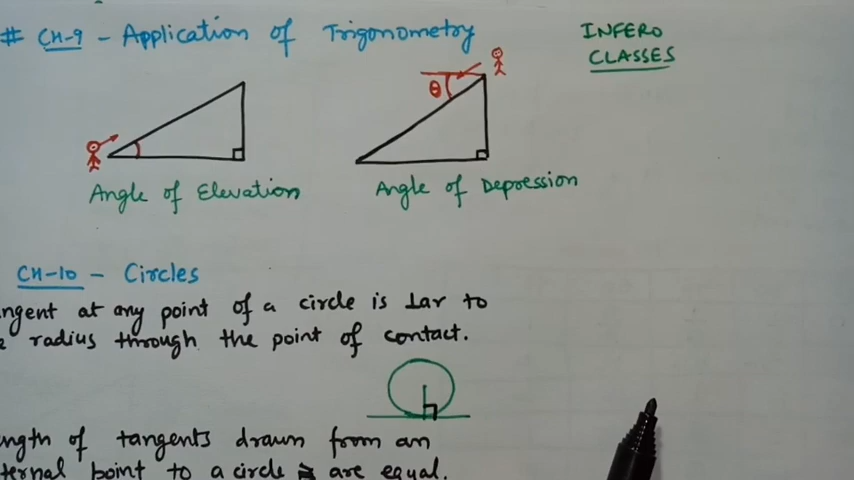 # CH-9 - Application of Trigonometry
INFERO
CLASSES
θ
Angle of Elevation
Angle of Depression
CH-10 - Circles
ngent at any point of a circle is ⊥ar to
radius through the point of contact.
ngth of tangents drawn from an
ternal point to a circle are equal.